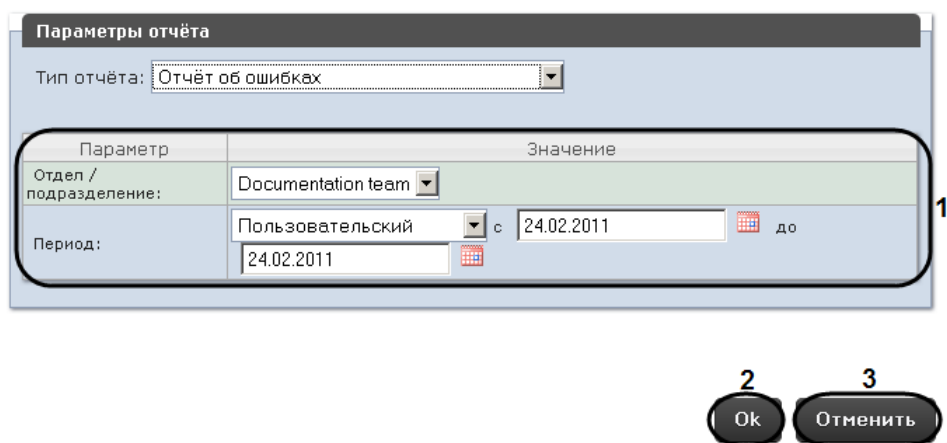 Параметры отчёта
Тип отчёта: Отчёт об ошибках
Параметр Значение
Отдел /
подразделение: Documentation team
Период: Пользовательский с 24.02.2011 до
24.02.2011
1
2 3
Ok Отменить